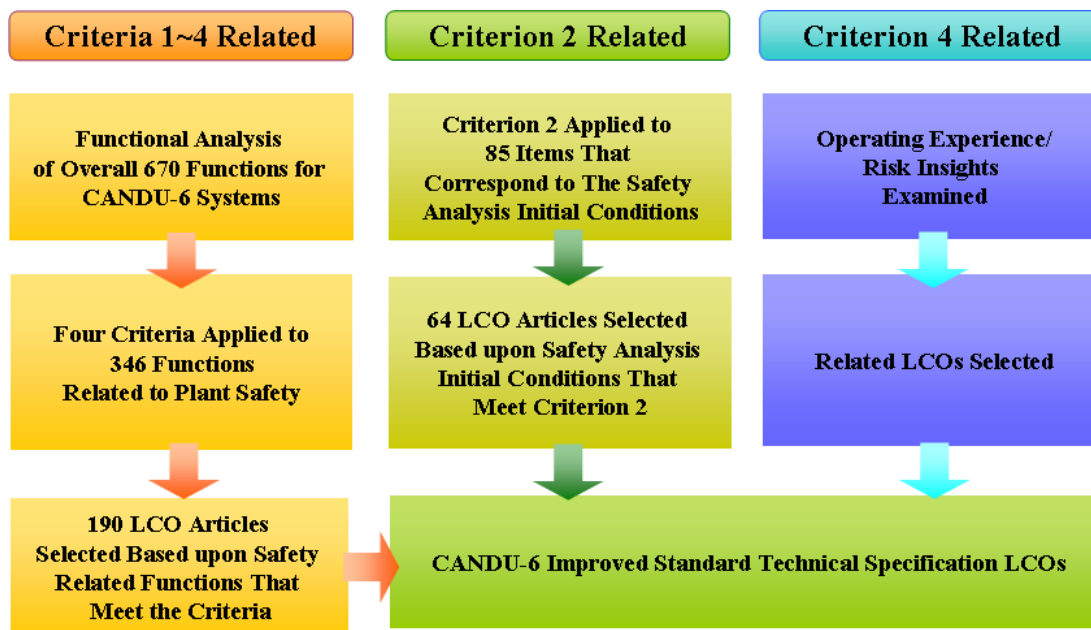 Criteria 1~4 Related
Functional Analysis
of Overall 670 Functions for
CANDU-6 Systems
Four Criteria Applied to
346 Functions
Related to Plant Safety
190 LCO Articles
Selected Based upon Safety
Related Functions That
Meet the Criteria
Criterion 2 Related
Criterion 2 Applied to
85 Items That
Correspond to The Safety
Analysis Initial Conditions
64 LCO Articles Selected
Based upon Safety Analysis
Initial Conditions That
Meet Criterion 2
Criterion 4 Related
Operating Experience/
Risk Insights
Examined
Related LCOs Selected
CANDU-6 Improved Standard Technical Specification LCOs